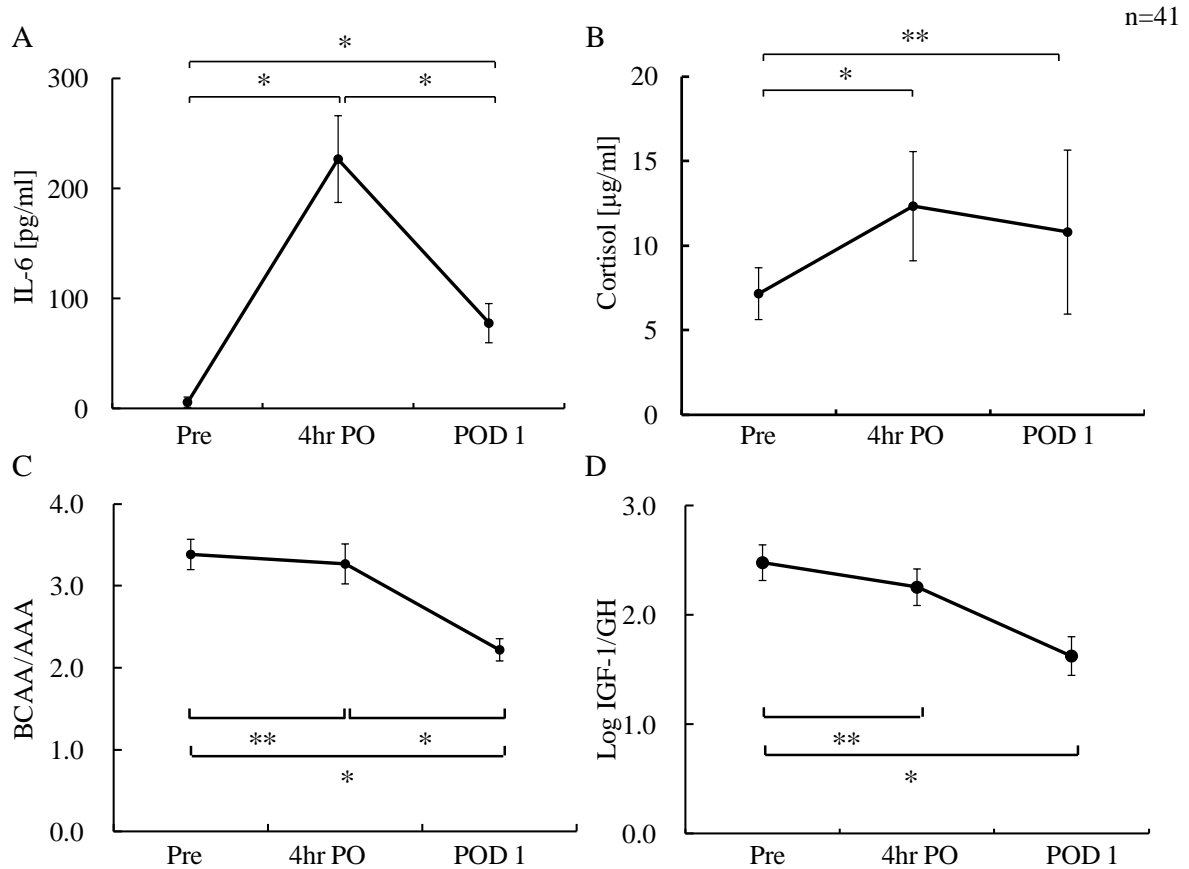 n=41
A
*
*
*
300
200
100
0
IL-6 [pg/ml]
Pre 4hr PO POD 1
B
**
*
20
15
10
5
0
Cortisol [μg/ml]
Pre 4hr PO POD 1
C
4.0
3.0
2.0
1.0
0.0
BCAA/AAA
**
*
*
Pre 4hr PO POD 1
D
3.0
2.0
1.0
0.0
Log IGF-1/GH
**
*
Pre 4hr PO POD 1